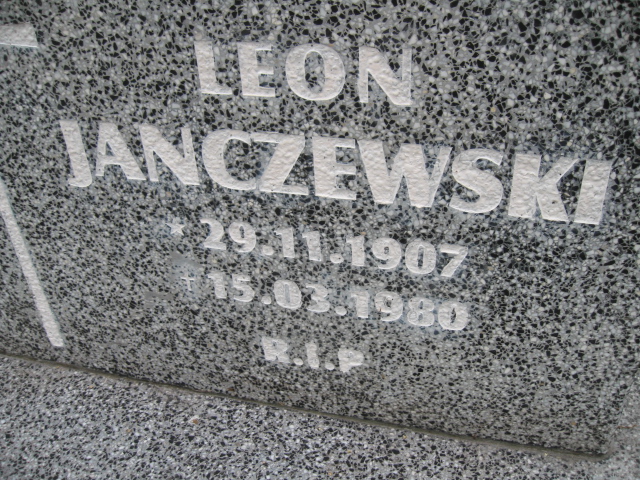 LEON
JANCZEWSKI
* 29.11.1907
† 15.03.1980
R.I.P